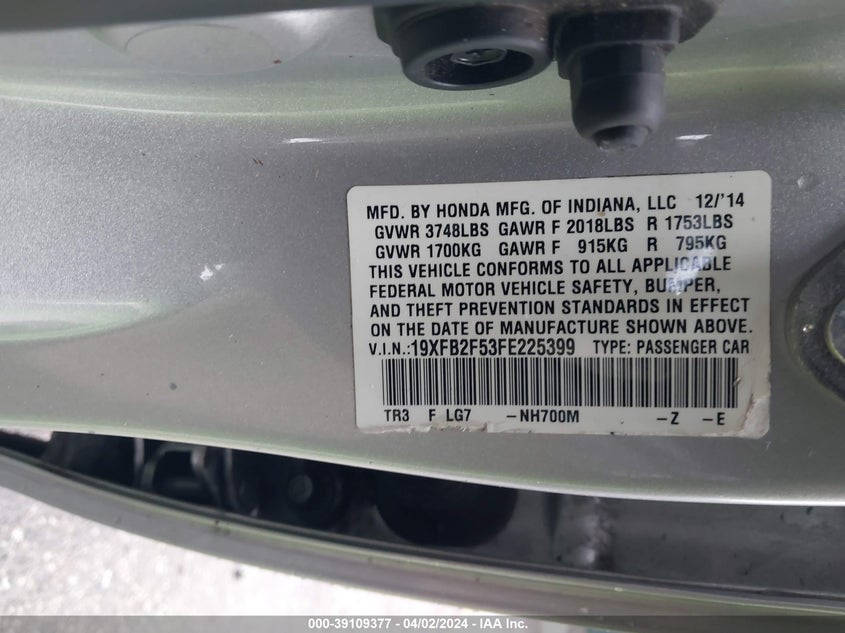 MFD. BY HONDA MFG. OF INDIANA, LLC 12/'14
GVWR 3748LBS GAWR F 2018LBS R 1753LBS
GVWR 1700KG GAWR F 915KG R 795KG
THIS VEHICLE CONFORMS TO ALL APPLICABLE
FEDERAL MOTOR VEHICLE SAFETY, BUMPER,
AND THEFT PREVENTION STANDARDS IN EFFECT
ON THE DATE OF MANUFACTURE SHOWN ABOVE.
V.I.N.:19XFB2F53FE225399 TYPE: PASSENGER CAR
TR3 F LG7 -NH700M -Z -E
000-39109377 - 04/02/2024 - IAA Inc.